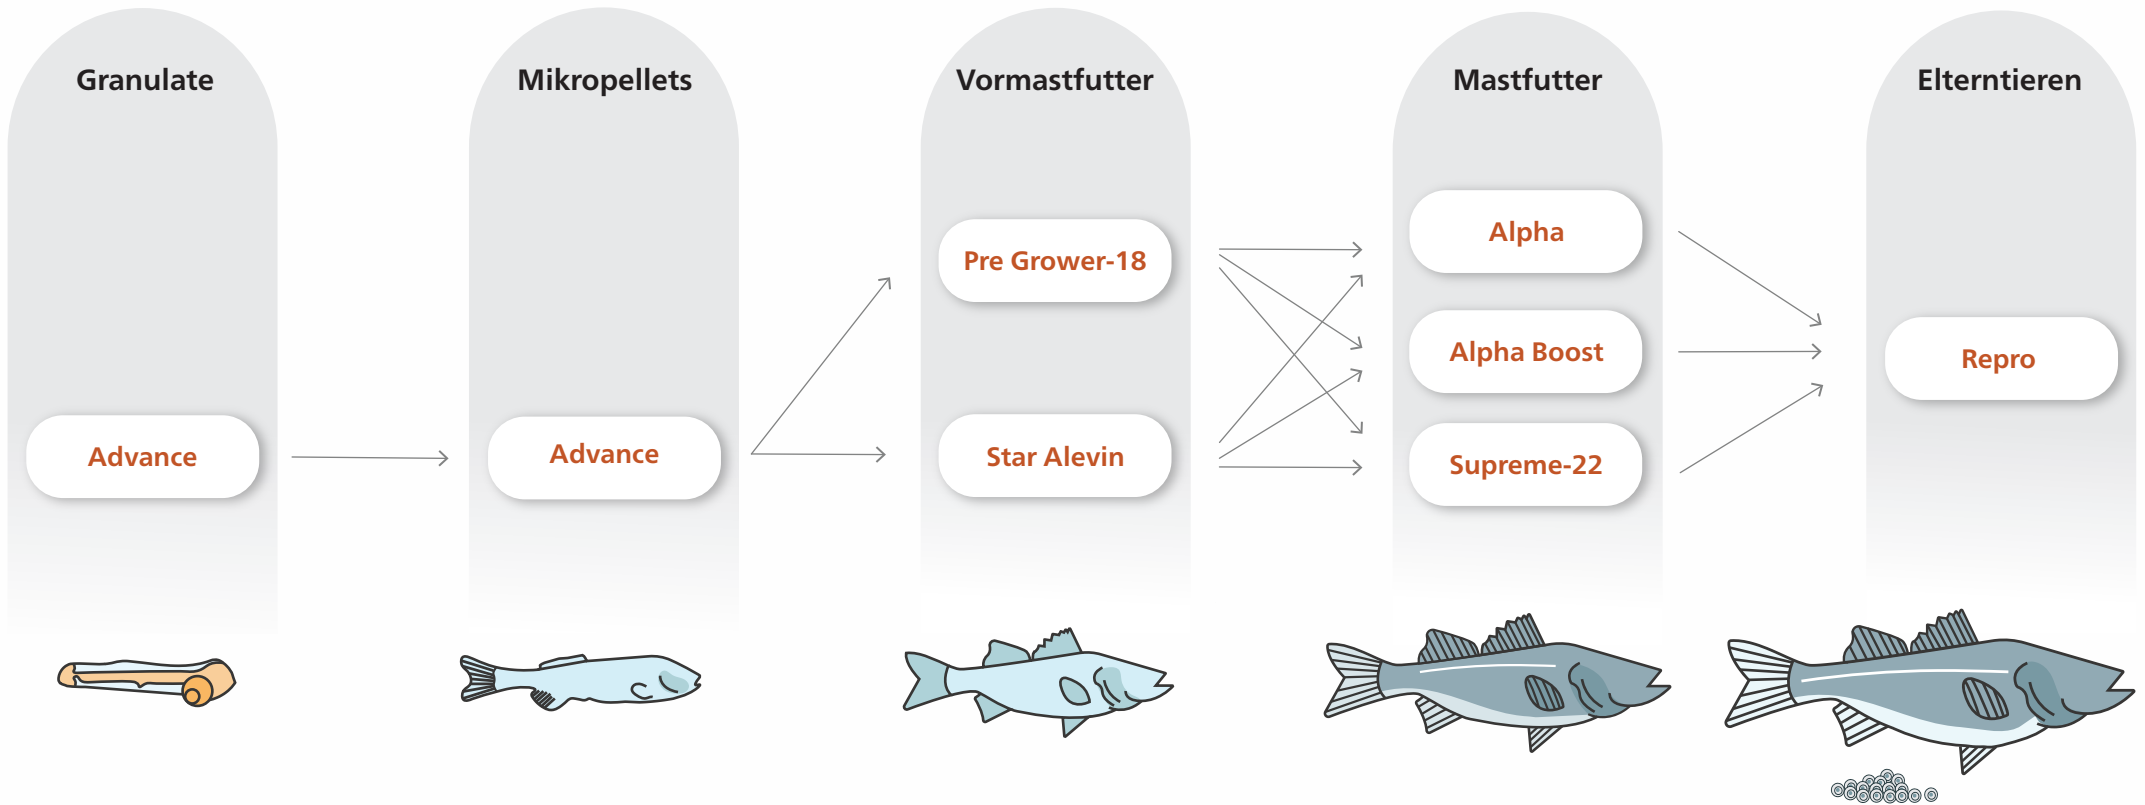 Granulate
Mikropellets
Vormastfutter
Mastfutter
Elterntieren
Advance
Advance
Pre Grower-18
Star Alevin
Alpha
Alpha Boost
Supreme-22
Repro